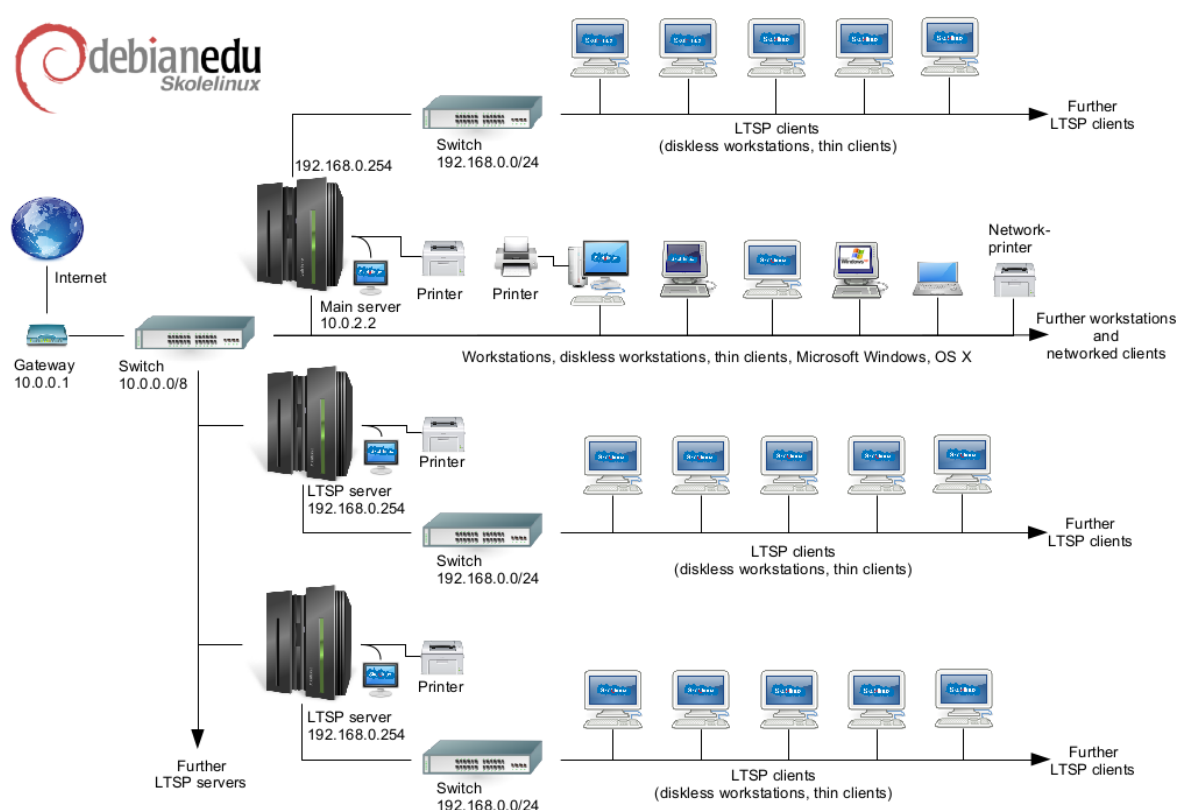 debianedu
Skolelinux
Switch
192.168.0.0/24
LTSP clients
(diskless workstations, thin clients)
Further
LTSP clients
192.168.0.254
Internet
Gateway
10.0.0.1
Switch
10.0.0.0/8
Main server
10.0.2.2
Printer
Printer
Windows
Network-
printer
Workstations, diskless workstations, thin clients, Microsoft Windows, OS X
Further workstations
and
networked clients
Printer
LTSP server
192.168.0.254
Switch
192.168.0.0/24
LTSP clients
(diskless workstations, thin clients)
Further
LTSP clients
Printer
LTSP server
192.168.0.254
Switch
192.168.0.0/24
LTSP clients
(diskless workstations, thin clients)
Further
LTSP clients
Further
LTSP servers